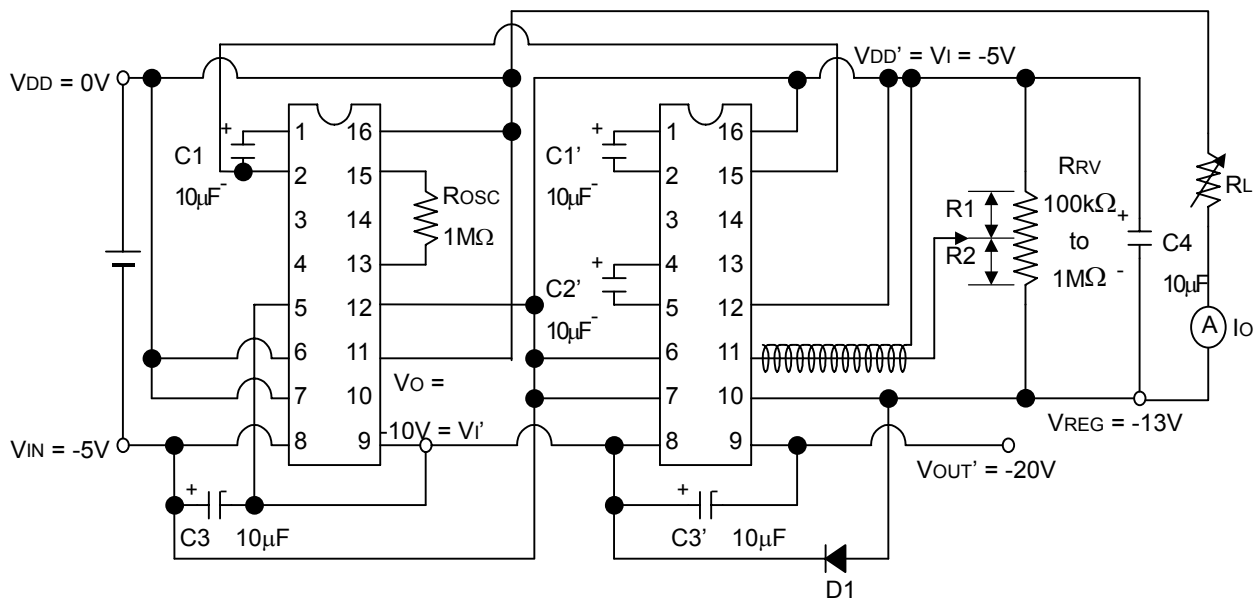 VDD = 0V
VDD' = VI = -5V
1 16
2 15
3 14
4 13
5 12
6 11
7 10
8 9
C1
+
10µF-
ROSC
1MΩ
VO =
-10V = VI'
VIN = -5V
+
C3 10µF
1 16
2 15
3 14
4 13
5 12
6 11
7 10
8 9
+
C1'
10µF-
+
C2'
10µF-
+
C3' 10µF
D1
R1
R2
RRV
100kΩ
to
1MΩ
+
-
C4
10µF
RL
A
IO
VREG = -13V
VOUT' = -20V